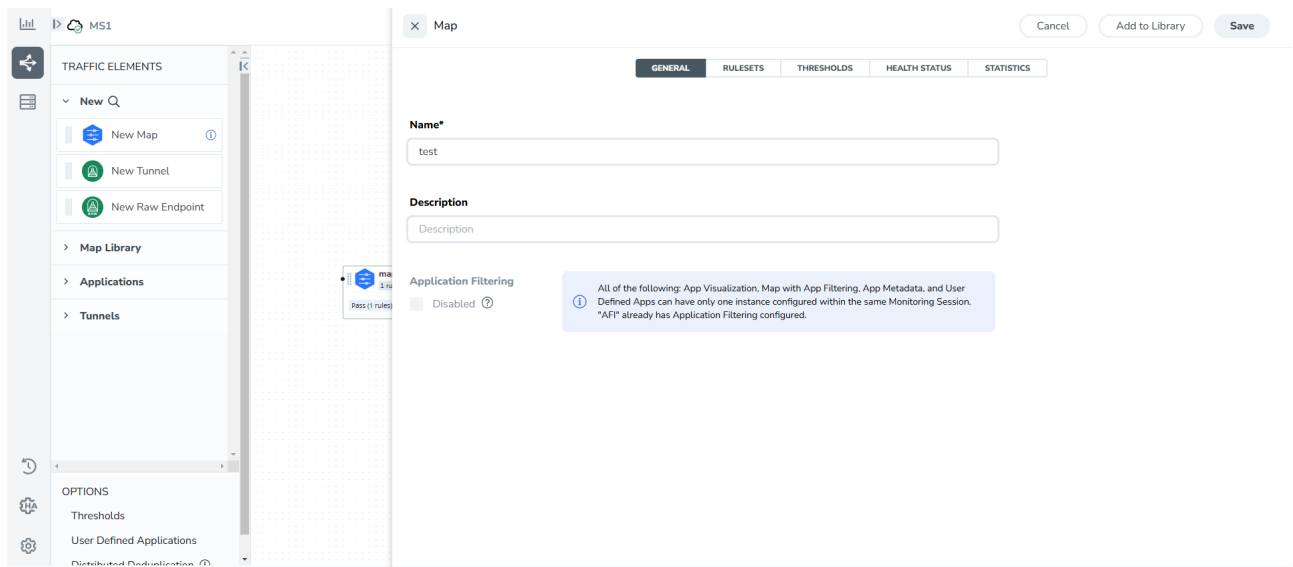 MS1
TRAFFIC ELEMENTS
New
New Map
New Tunnel
New Raw Endpoint
Map Library
Applications
Tunnels
OPTIONS
Thresholds
User Defined Applications
Distributed Deduplication
HA
Pass (1 rules)
Map
Cancel
Add to Library
Save
GENERAL
RULESETS
THRESHOLDS
HEALTH STATUS
STATISTICS
Name*
test
Description
Description
Application Filtering
Disabled
All of the following: App Visualization, Map with App Filtering, App Metadata, and User
Defined Apps can have only one instance configured within the same Monitoring Session.
"AFI" already has Application Filtering configured.